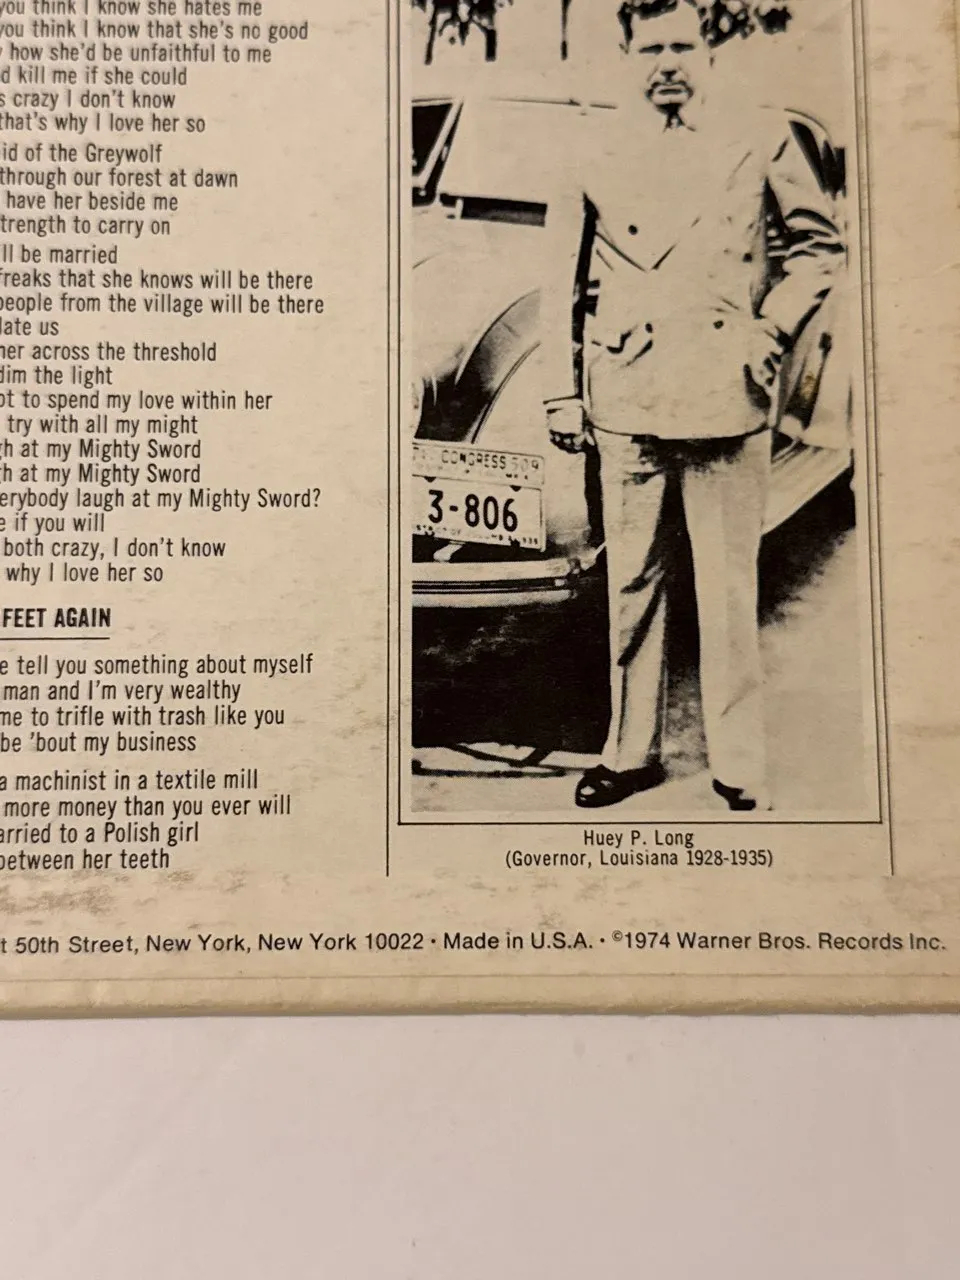 you think I know she hates me
you think I know that she's no good
how she'd be unfaithful to me
kill me if she could
crazy I don't know
that's why I love her so
id of the Greywolf
through our forest at dawn
have her beside me
trength to carry on
ll be married
freaks that she knows will be there
people from the village will be there
late us
her across the threshold
dim the light
ot to spend my love within her
try with all my might
gh at my Mighty Sword
gh at my Mighty Sword
erybody laugh at my Mighty Sword?
e if you will
both crazy, I don't know
why I love her so
FEET AGAIN
e tell you something about myself
man and I'm very wealthy
me to trifle with trash like you
be 'bout my business
a machinist in a textile mill
more money than you ever will
arried to a Polish girl
between her teeth
CONGRESS
3-806
Huey P. Long
(Governor, Louisiana 1928-1935)
t 50th Street, New York, New York 10022 · Made in U.S.A. · ©1974 Warner Bros. Records Inc.